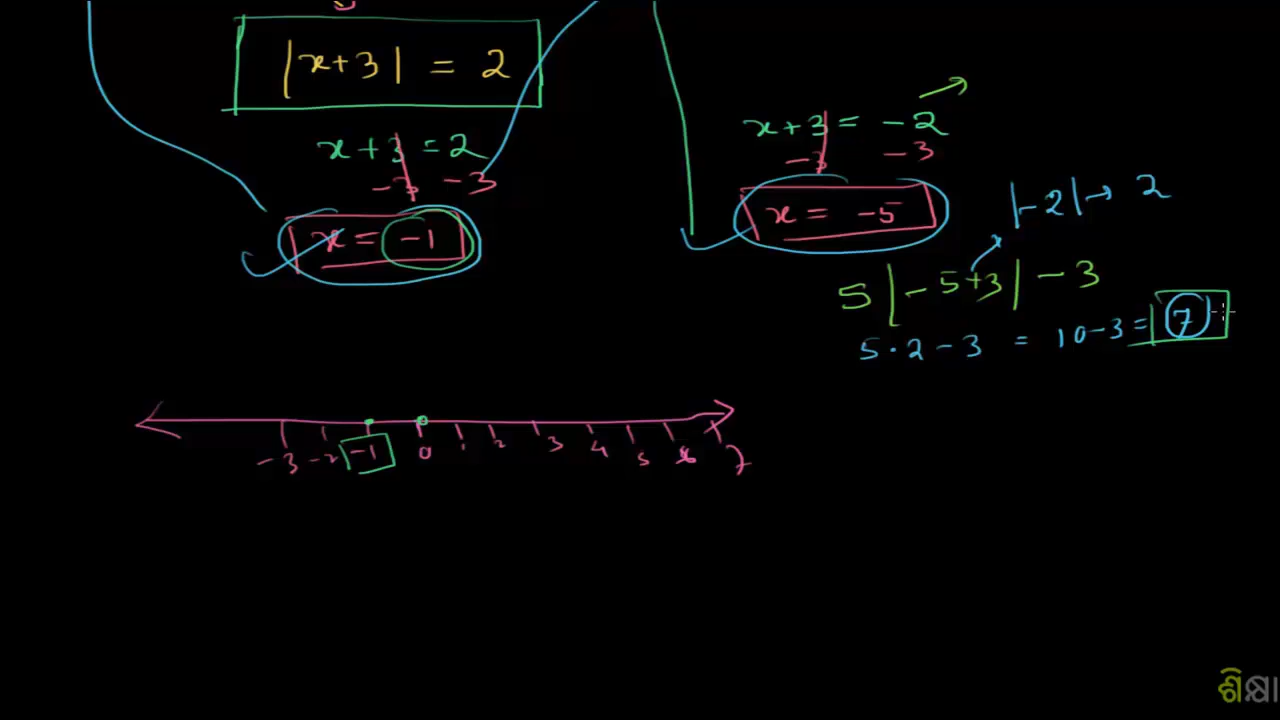 |x+3| = 2
x+3 = 2
-3 -3
x = -1
x+3 = -2
-3 -3
x = -5
|-2| → 2
5|-5+3| - 3
5·2-3 = 10-3 = 7
-3 -2 -1 0 1 2 3 4 5 6 7
ଶିକ୍ଷା